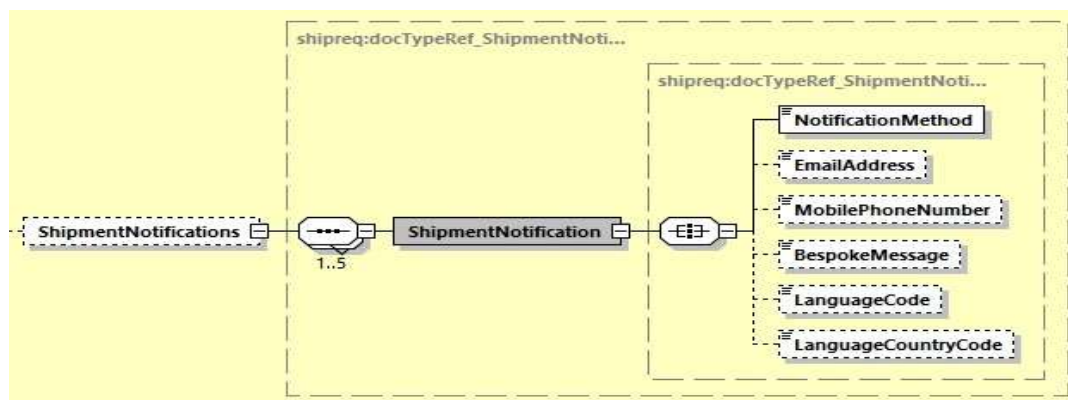 shipreq:docTypeRef_ShipmentNoti...
shipreq:docTypeRef_ShipmentNoti...
NotificationMethod
EmailAddress
MobilePhoneNumber
ShipmentNotifications
ShipmentNotification
1..5
BespokeMessage
LanguageCode
LanguageCountryCode